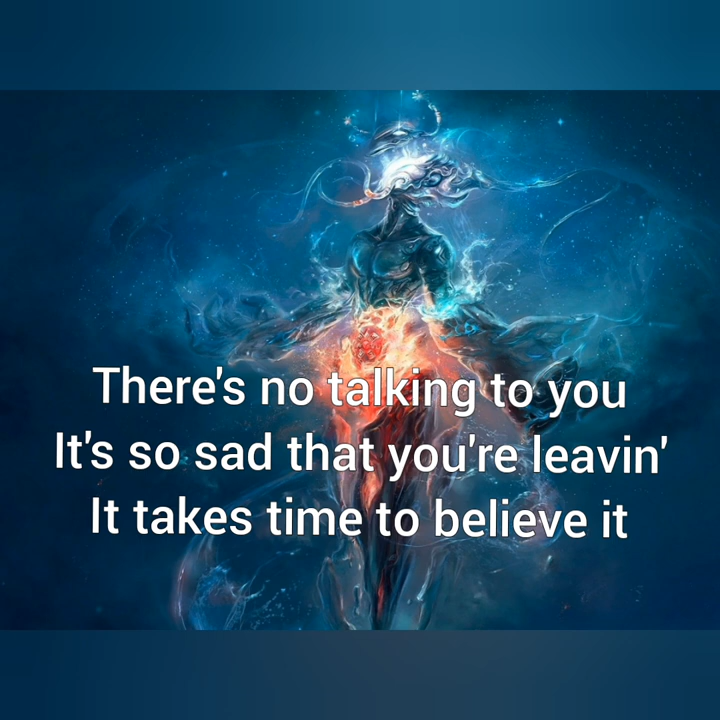 There's no talking to you
It's so sad that you're leavin'
It takes time to believe it